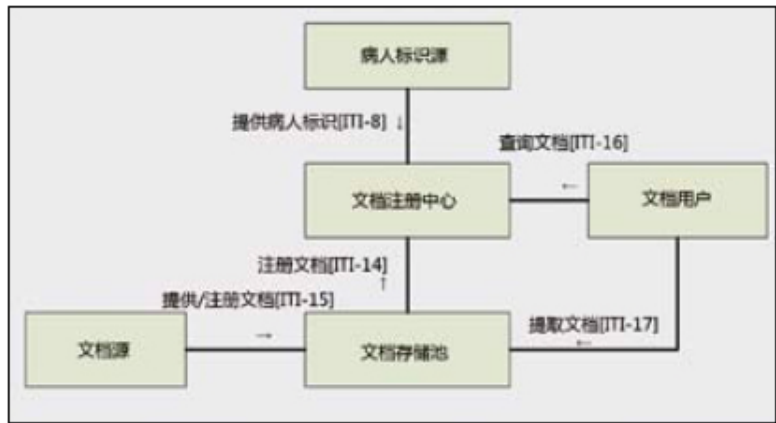 病人标识源
提供病人标识[ITI-8]
↓
查询文档[ITI-16]
←
文档注册中心
文档用户
注册文档[ITI-14]
↑
提供/注册文档[ITI-15]
→
提取文档[ITI-17]
←
文档源
文档存储池